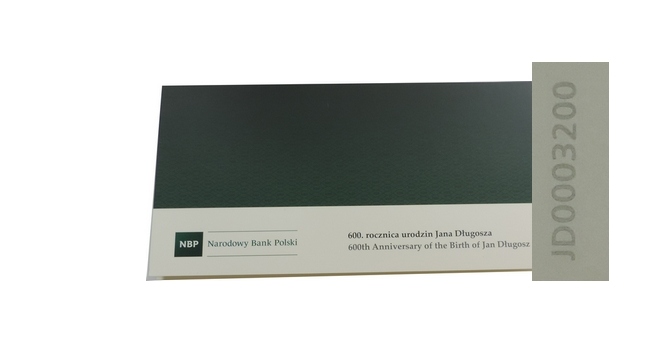 NBP
Narodowy Bank Polski
600. rocznica urodzin Jana Długosza
600th Anniversary of the Birth of Jan Długosz
JD0003200